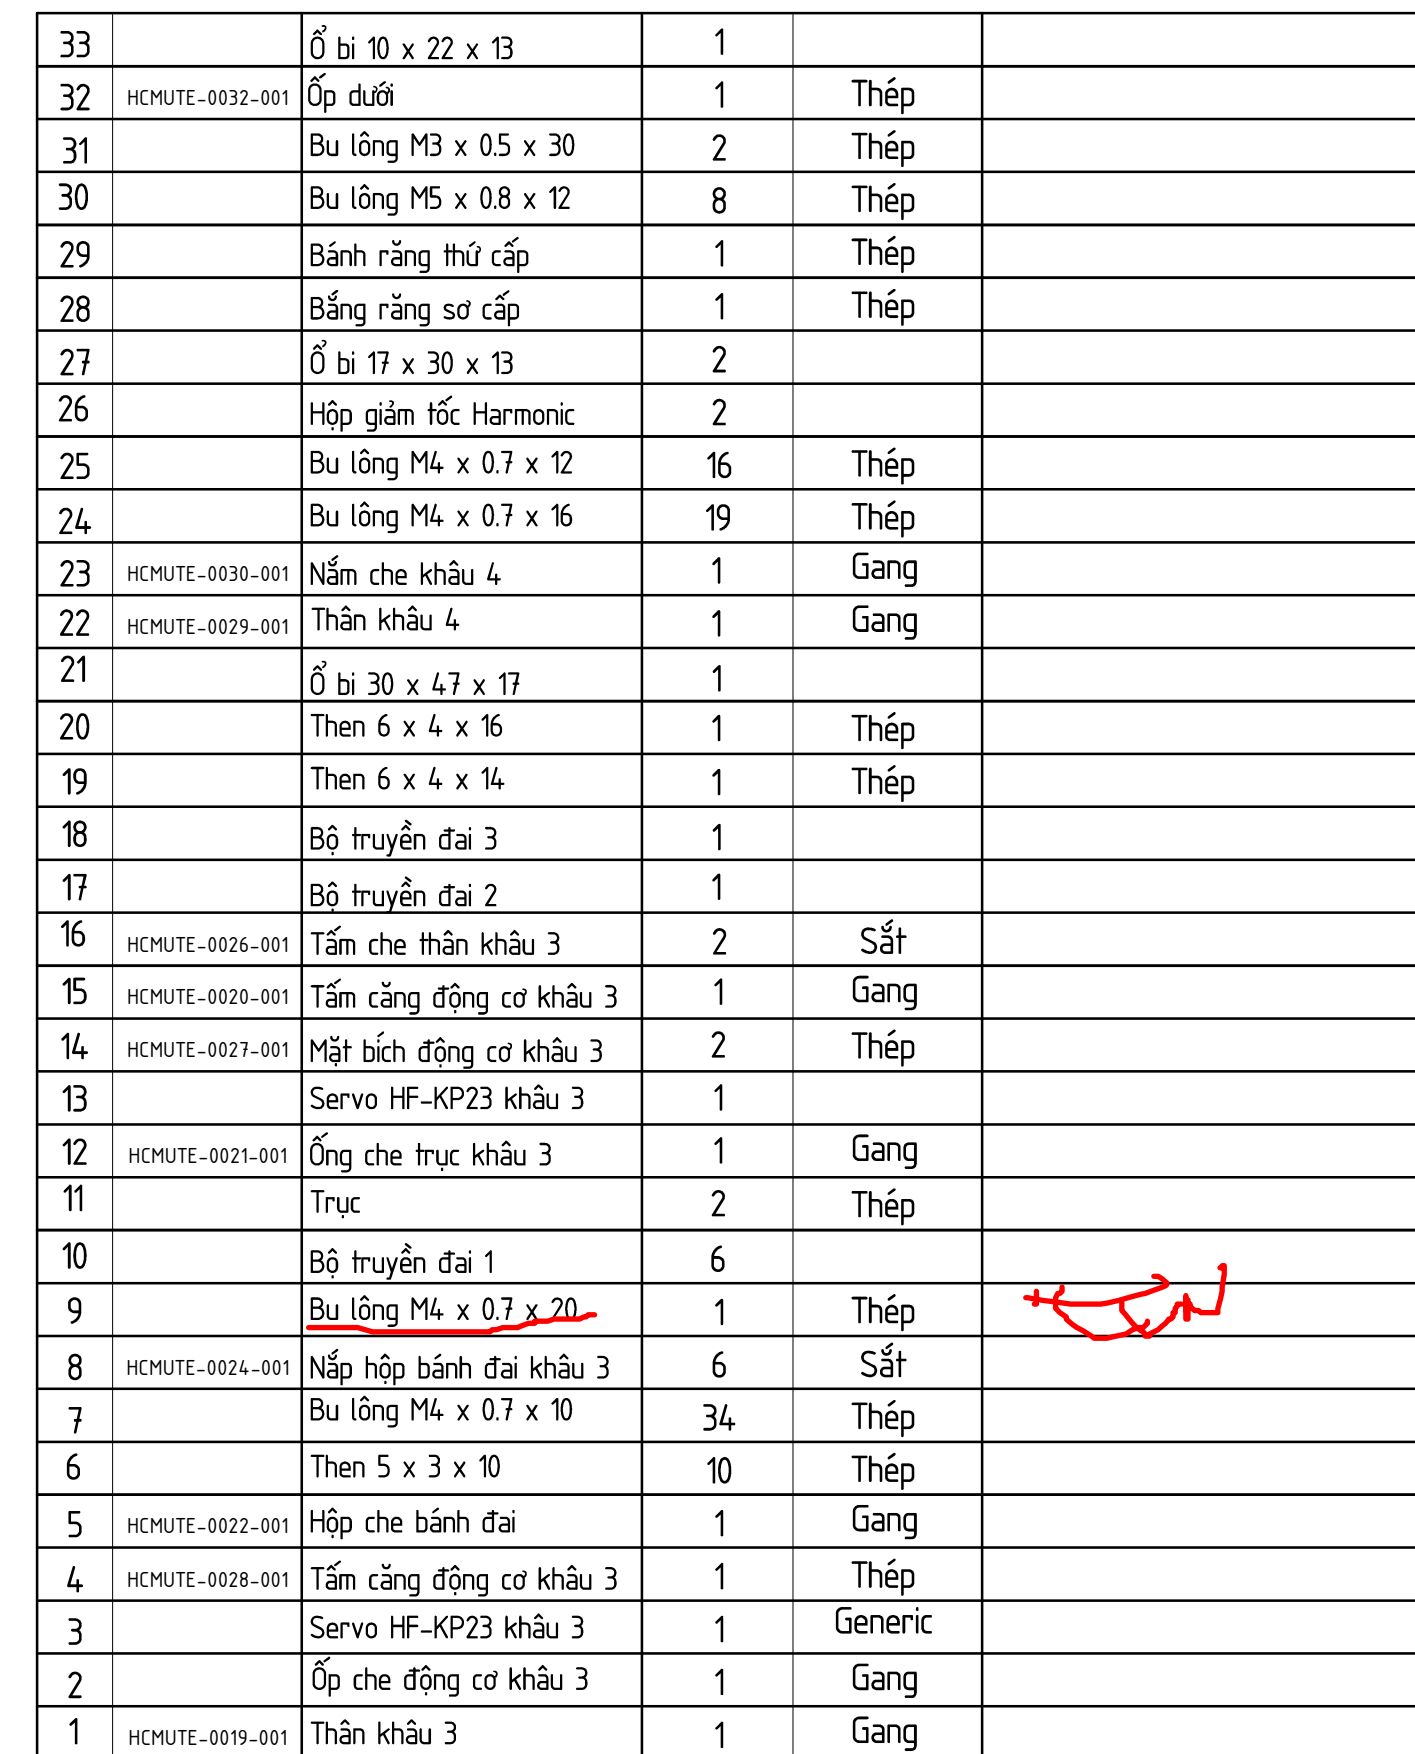 33 Ổ bi 10 x 22 x 13 1
32 HCMUTE-0032-001 Ốp dưới 1 Thép
31 Bu lông M3 x 0.5 x 30 2 Thép
30 Bu lông M5 x 0.8 x 12 8 Thép
29 Bánh răng thứ cấp 1 Thép
28 Bắng răng sơ cấp 1 Thép
27 Ổ bi 17 x 30 x 13 2
26 Hộp giảm tốc Harmonic 2
25 Bu lông M4 x 0.7 x 12 16 Thép
24 Bu lông M4 x 0.7 x 16 19 Thép
23 HCMUTE-0030-001 Nắm che khâu 4 1 Gang
22 HCMUTE-0029-001 Thân khâu 4 1 Gang
21 Ổ bi 30 x 47 x 17 1
20 Then 6 x 4 x 16 1 Thép
19 Then 6 x 4 x 14 1 Thép
18 Bộ truyền đai 3 1
17 Bộ truyền đai 2 1
16 HCMUTE-0026-001 Tấm che thân khâu 3 2 Sắt
15 HCMUTE-0020-001 Tấm căng động cơ khâu 3 1 Gang
14 HCMUTE-0027-001 Mặt bích động cơ khâu 3 2 Thép
13 Servo HF-KP23 khâu 3 1
12 HCMUTE-0021-001 Ống che trục khâu 3 1 Gang
11 Trục 2 Thép
10 Bộ truyền đai 1 6
9 Bu lông M4 x 0.7 x 20 1 Thép
8 HCMUTE-0024-001 Nắp hộp bánh đai khâu 3 6 Sắt
7 Bu lông M4 x 0.7 x 10 34 Thép
6 Then 5 x 3 x 10 10 Thép
5 HCMUTE-0022-001 Hộp che bánh đai 1 Gang
4 HCMUTE-0028-001 Tấm căng động cơ khâu 3 1 Thép
3 Servo HF-KP23 khâu 3 1 Generic
2 Ốp che động cơ khâu 3 1 Gang
1 HCMUTE-0019-001 Thân khâu 3 1 Gang